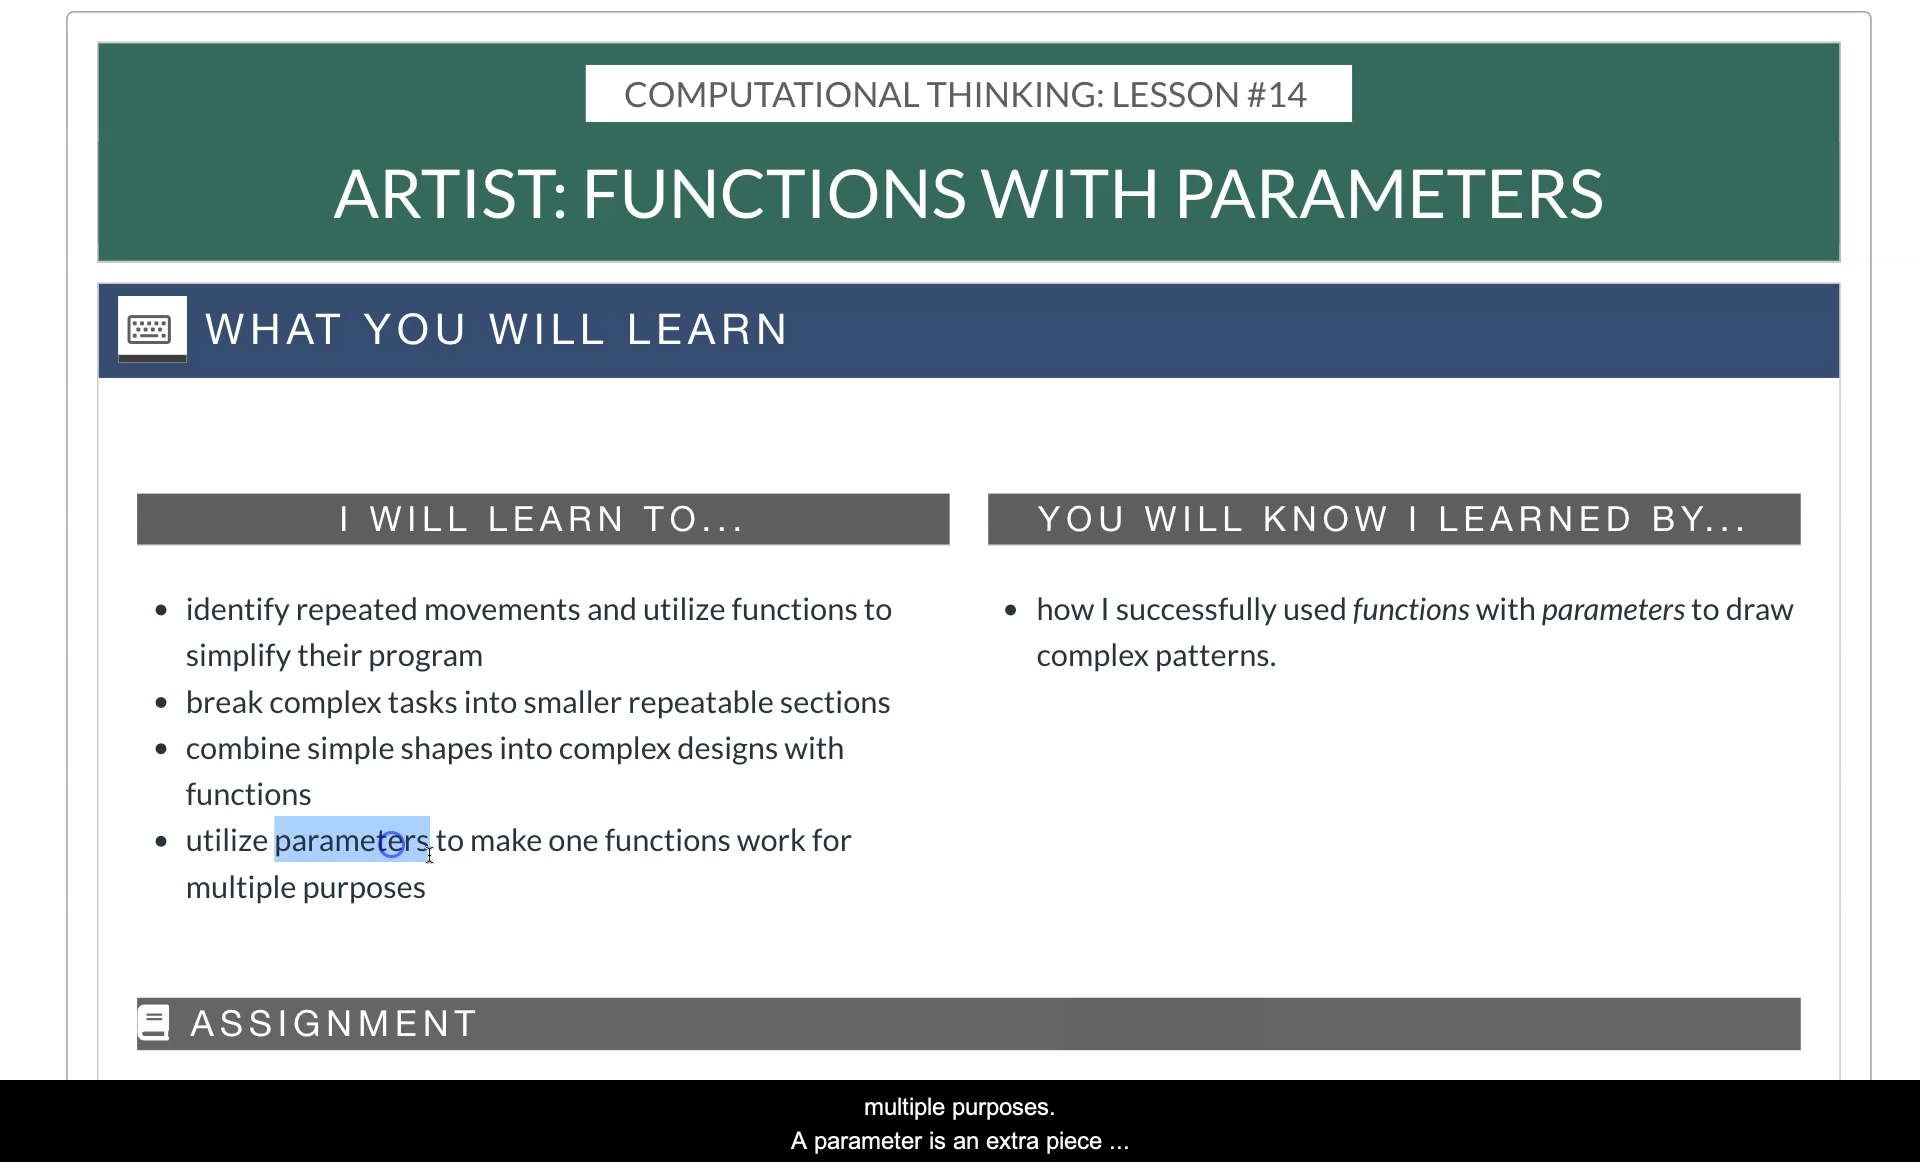 COMPUTATIONAL THINKING: LESSON #14
ARTIST: FUNCTIONS WITH PARAMETERS
WHAT YOU WILL LEARN
I WILL LEARN TO...
identify repeated movements and utilize functions to
simplify their program
break complex tasks into smaller repeatable sections
combine simple shapes into complex designs with
functions
utilize parameters to make one functions work for
multiple purposes
YOU WILL KNOW I LEARNED BY...
how I successfully used functions with parameters to draw
complex patterns.
ASSIGNMENT
multiple purposes.
A parameter is an extra piece ...